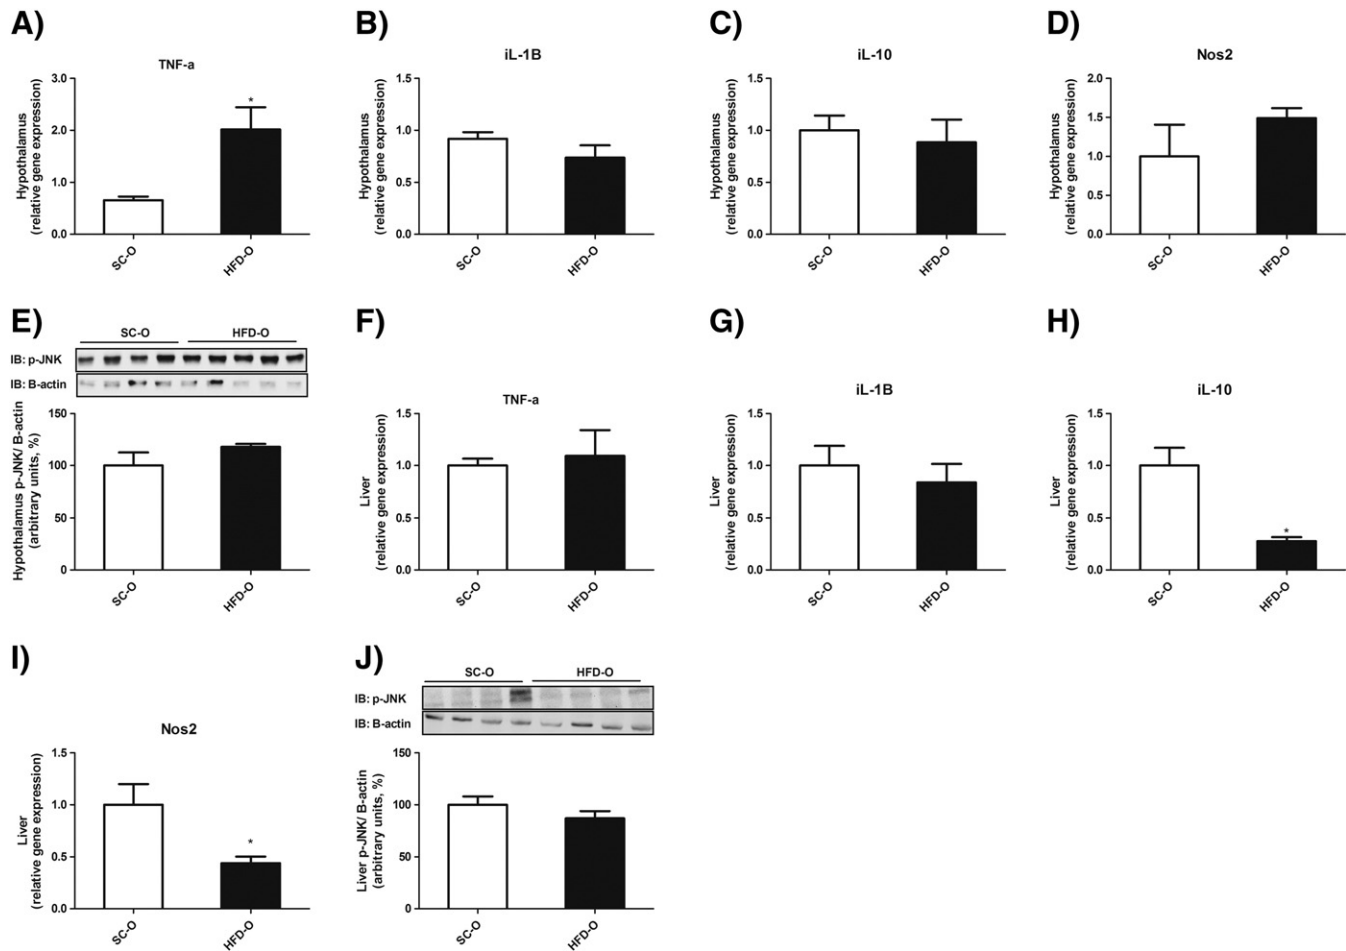 A)
TNF-a
Hypothalamus
(relative gene expression)
3.0
2.0
1.0
0.0
*
SC-O
HFD-O
B)
iL-1B
Hypothalamus
(relative gene expression)
1.5
1.0
0.5
0.0
SC-O
HFD-O
C)
iL-10
Hypothalamus
(relative gene expression)
1.5
1.0
0.5
0.0
SC-O
HFD-O
D)
Nos2
Hypothalamus
(relative gene expression)
2.0
1.5
1.0
0.5
0.0
SC-O
HFD-O
E)
SC-O
HFD-O
IB: p-JNK
IB: B-actin
Hypothalamus p-JNK/ B-actin
(arbitrary units, %)
150
100
50
0
SC-O
HFD-O
F)
TNF-a
Liver
(relative gene expression)
1.5
1.0
0.5
0.0
SC-O
HFD-O
G)
iL-1B
Liver
(relative gene expression)
1.5
1.0
0.5
0.0
SC-O
HFD-O
H)
iL-10
Liver
(relative gene expression)
1.5
1.0
0.5
0.0
*
SC-O
HFD-O
I)
Nos2
Liver
(relative gene expression)
1.5
1.0
0.5
0.0
*
SC-O
HFD-O
J)
SC-O
HFD-O
IB: p-JNK
IB: B-actin
Liver p-JNK/ B-actin
(arbitrary units, %)
150
100
50
0
SC-O
HFD-O